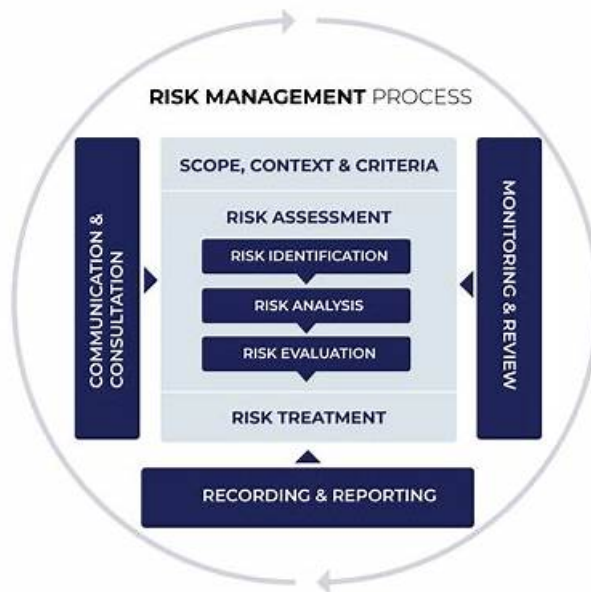 RISK MANAGEMENT PROCESS
COMMUNICATION &
CONSULTATION
SCOPE, CONTEXT & CRITERIA
RISK ASSESSMENT
RISK IDENTIFICATION
RISK ANALYSIS
RISK EVALUATION
RISK TREATMENT
MONITORING & REVIEW
RECORDING & REPORTING